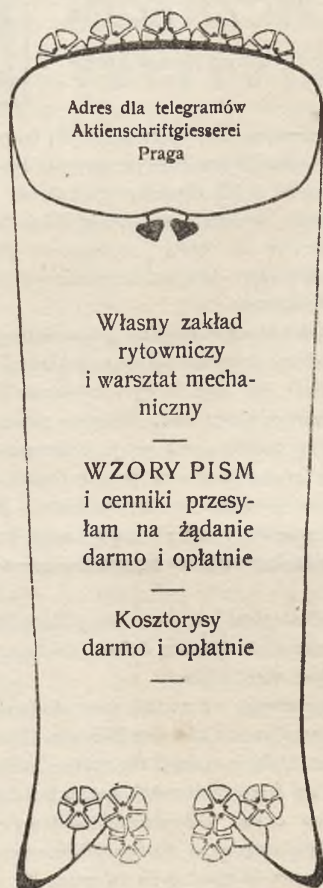 Adres dla telegramów
Aktienschriftgiesserei
Praga
Własny zakład
rytowniczy
i warsztat mecha-
niczny
WZORY PISM
i cenniki przesy-
łam na żądanie
darmo i opłatnie
Kosztorysy
darmo i opłatnie